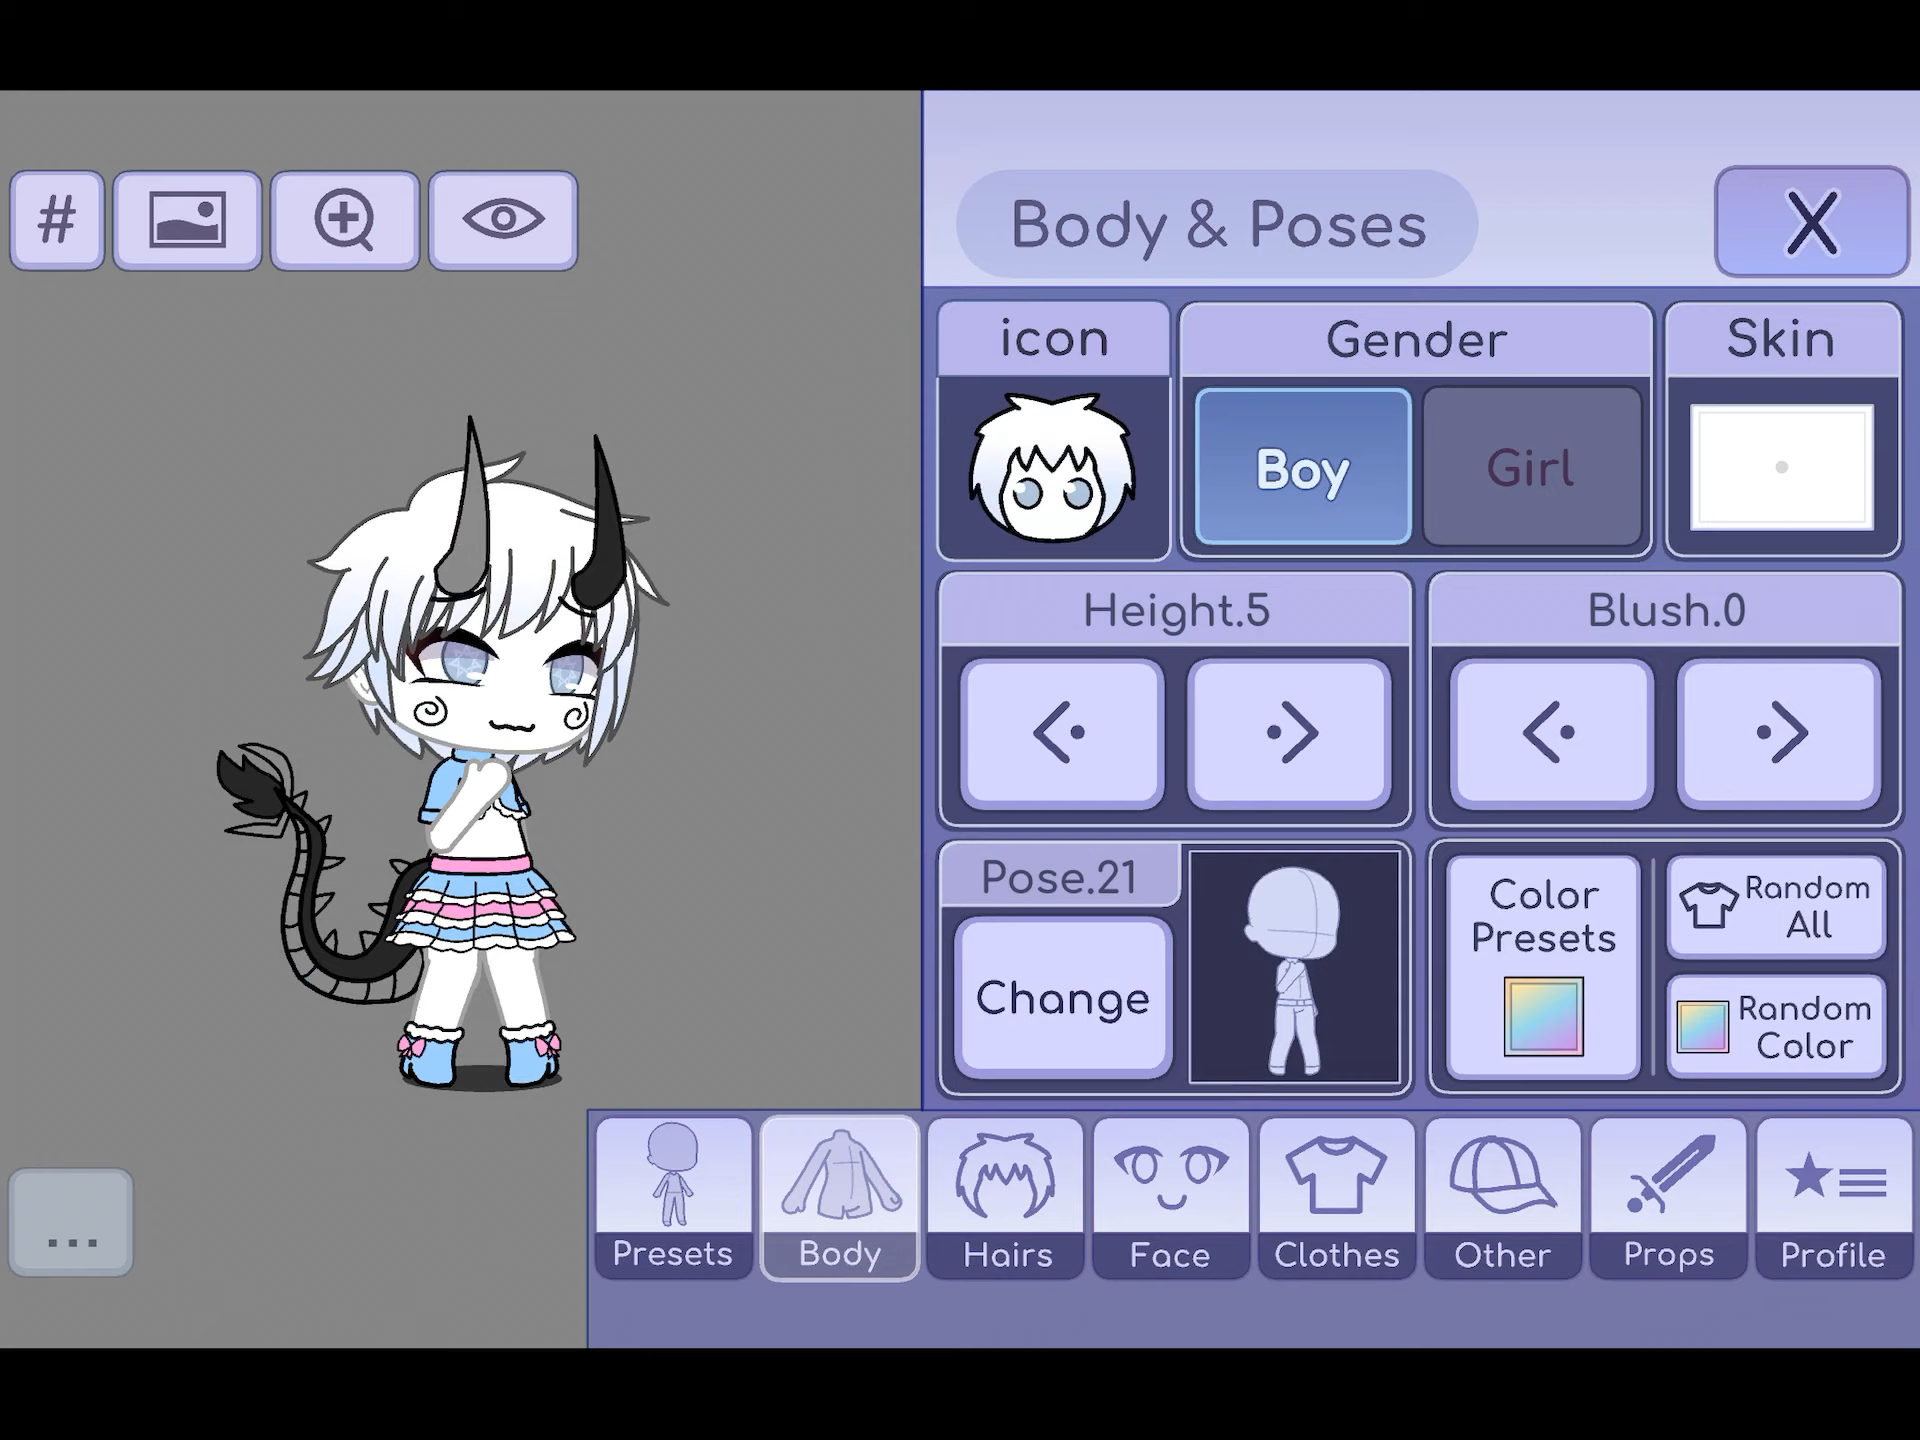 #
Body & Poses
X
icon
Gender
Skin
Boy
Girl
Height.5
Blush.0
Pose.21
Change
Color
Presets
Random
All
Random
Color
...
Presets
Body
Hairs
Face
Clothes
Other
Props
Profile